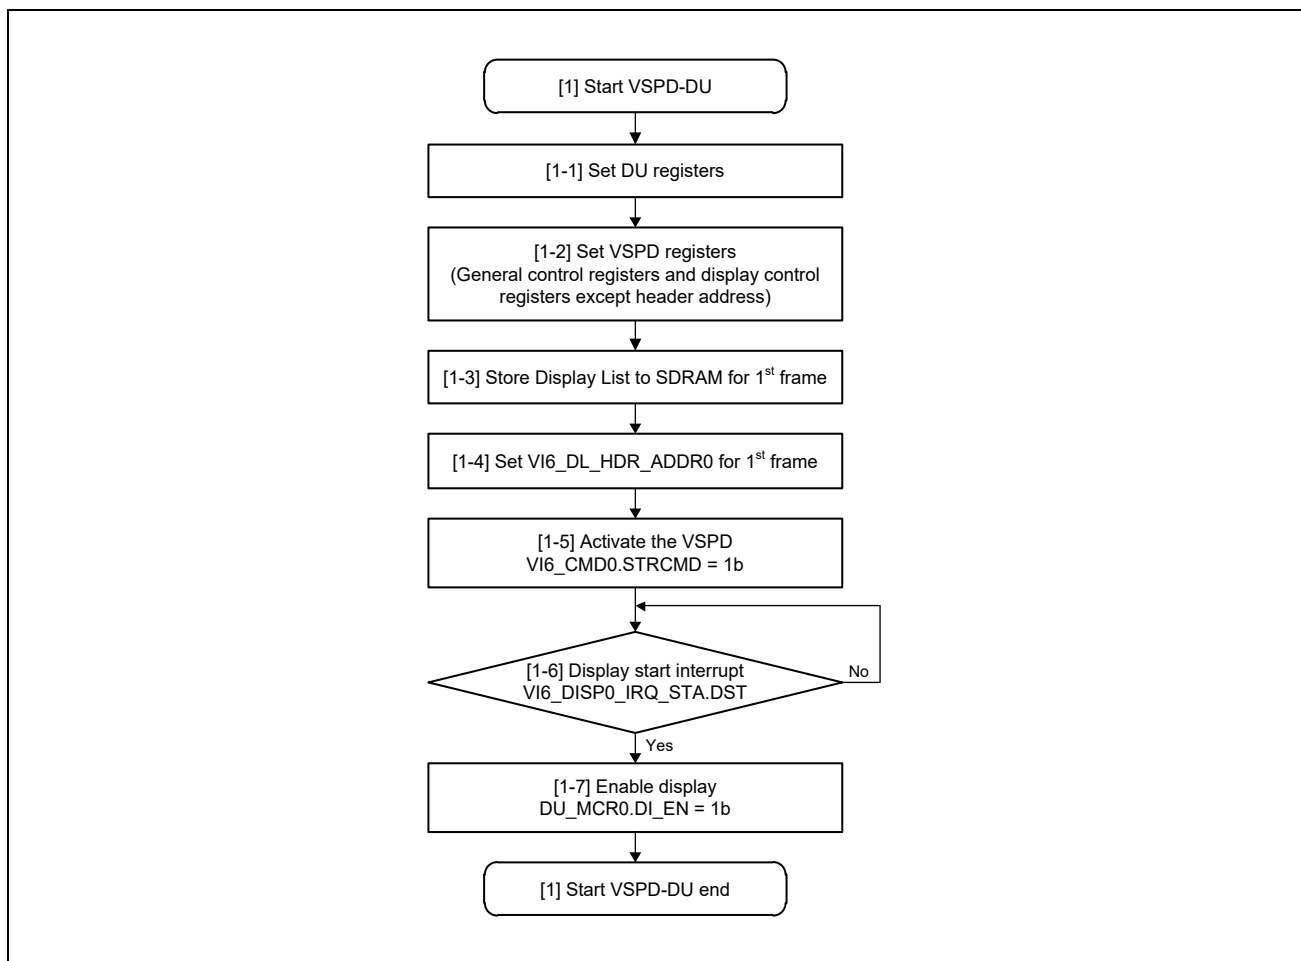 [1] Start VSPD-DU
[1-1] Set DU registers
[1-2] Set VSPD registers
(General control registers and display control
registers except header address)
[1-3] Store Display List to SDRAM for 1st frame
[1-4] Set VI6_DL_HDR_ADDR0 for 1st frame
[1-5] Activate the VSPD
VI6_CMD0.STRCMD = 1b
[1-6] Display start interrupt
VI6_DISP0_IRQ_STA.DST
No
Yes
[1-7] Enable display
DU_MCR0.DI_EN = 1b
[1] Start VSPD-DU end